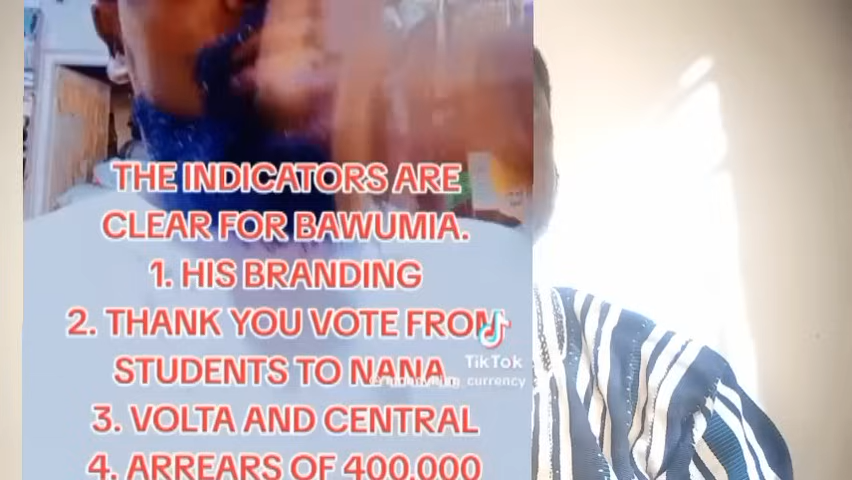 THE INDICATORS ARE
CLEAR FOR BAWUMIA.
1. HIS BRANDING
2. THANK YOU VOTE FROM
STUDENTS TO NANA
TikTok
currency
3. VOLTA AND CENTRAL
4. ARREARS OF 400,000